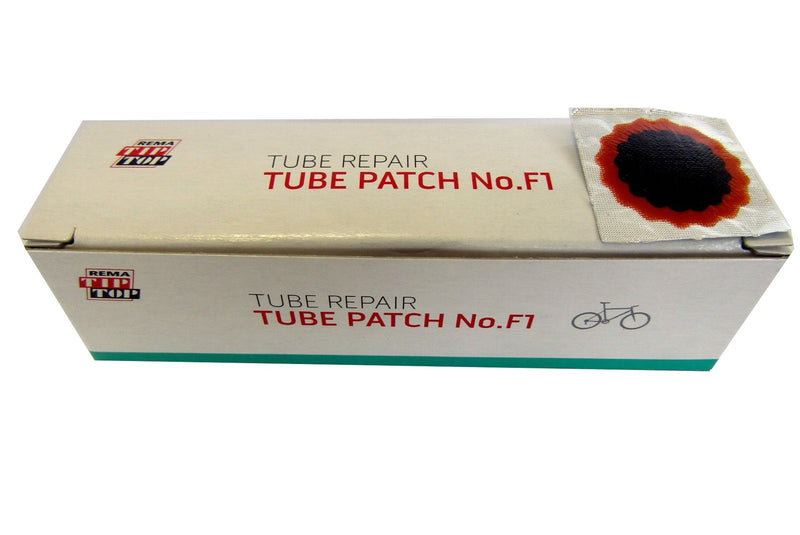 REMA
TIP
TOP
TUBE REPAIR
TUBE PATCH No.F1
REMA
TIP
TOP
TUBE REPAIR
TUBE PATCH No.F1